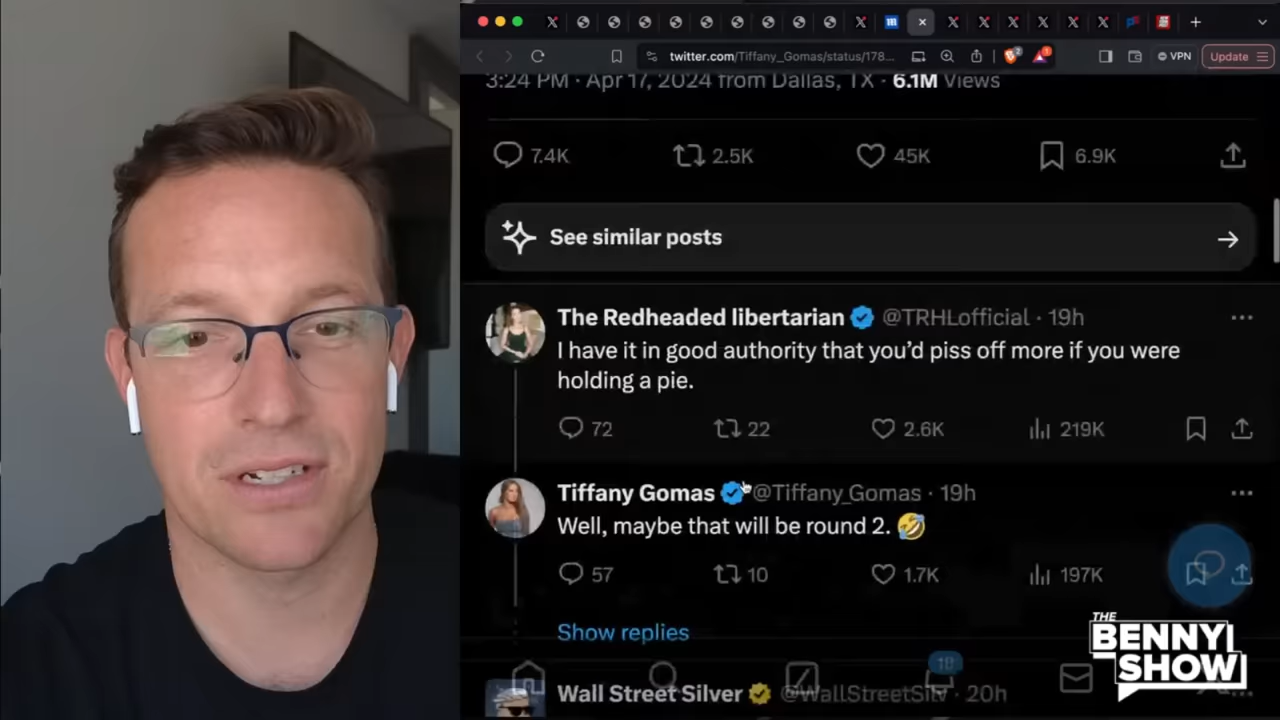 twitter.com/Tiffany_Gomas/status/178...
VPN
Update
3:24 PM · Apr 17, 2024 from Dallas, TX · 6.1M Views
7.4K
2.5K
45K
6.9K
See similar posts
The Redheaded libertarian @TRHLofficial · 19h
I have it in good authority that you'd piss off more if you were
holding a pie.
72
22
2.6K
219K
Tiffany Gomas @Tiffany_Gomas · 19h
Well, maybe that will be round 2. 🤣
57
10
1.7K
197K
Show replies
18
Wall Street Silver @WallStreetSilv · 20h
THE
BENNY
SHOW